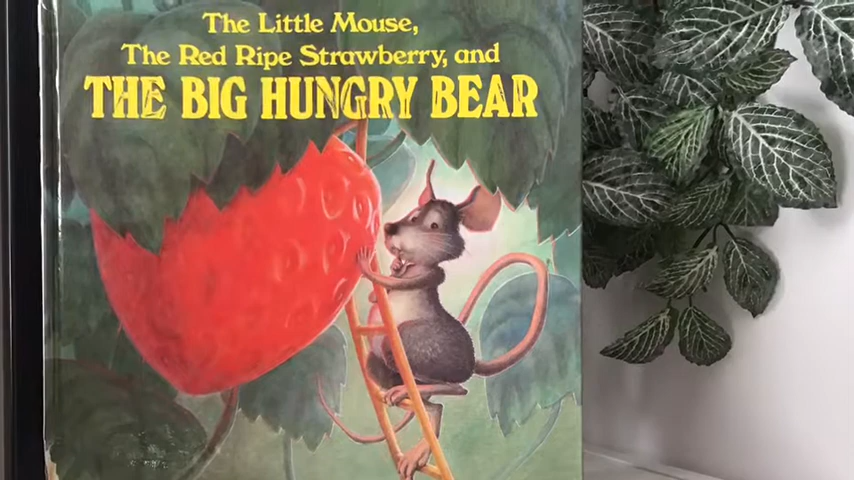 The Little Mouse,
The Red Ripe Strawberry, and
THE BIG HUNGRY BEAR